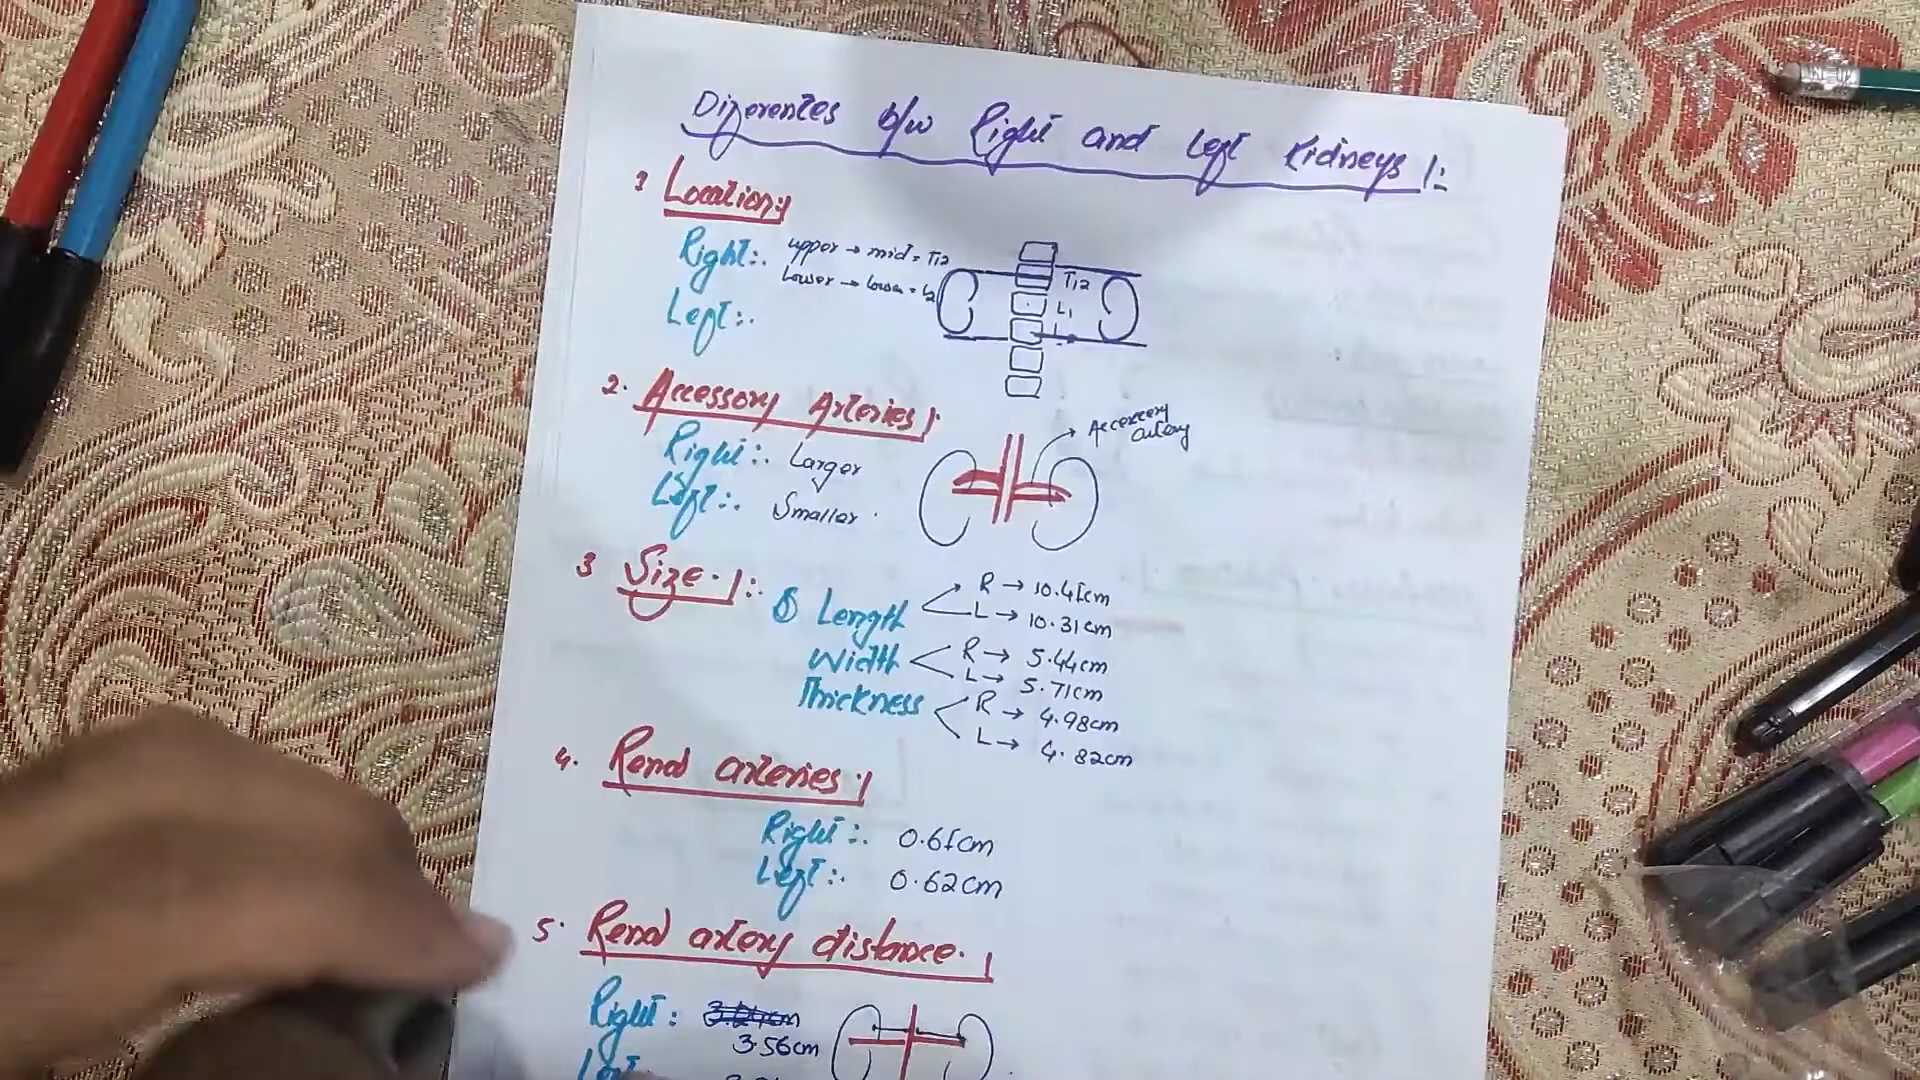 Diferentes b/w Right and Left Kidneys :
1 Location:
Right:. upper → mid = T12
Lower → lower = L2
Left:.
T12
L1
2. Accessory Arteries :
Right :. Larger
Left :. Smaller
Accessory
artery
3 Size :.
Length R → 10.45cm
L → 10.31cm
Width R → 5.44cm
L → 5.71cm
Thickness R → 4.98cm
L → 4.82cm
4. Renal arteries :
Right :. 0.65cm
Left :. 0.62cm
5. Renal artery distance.
Right : 3.56cm
Left